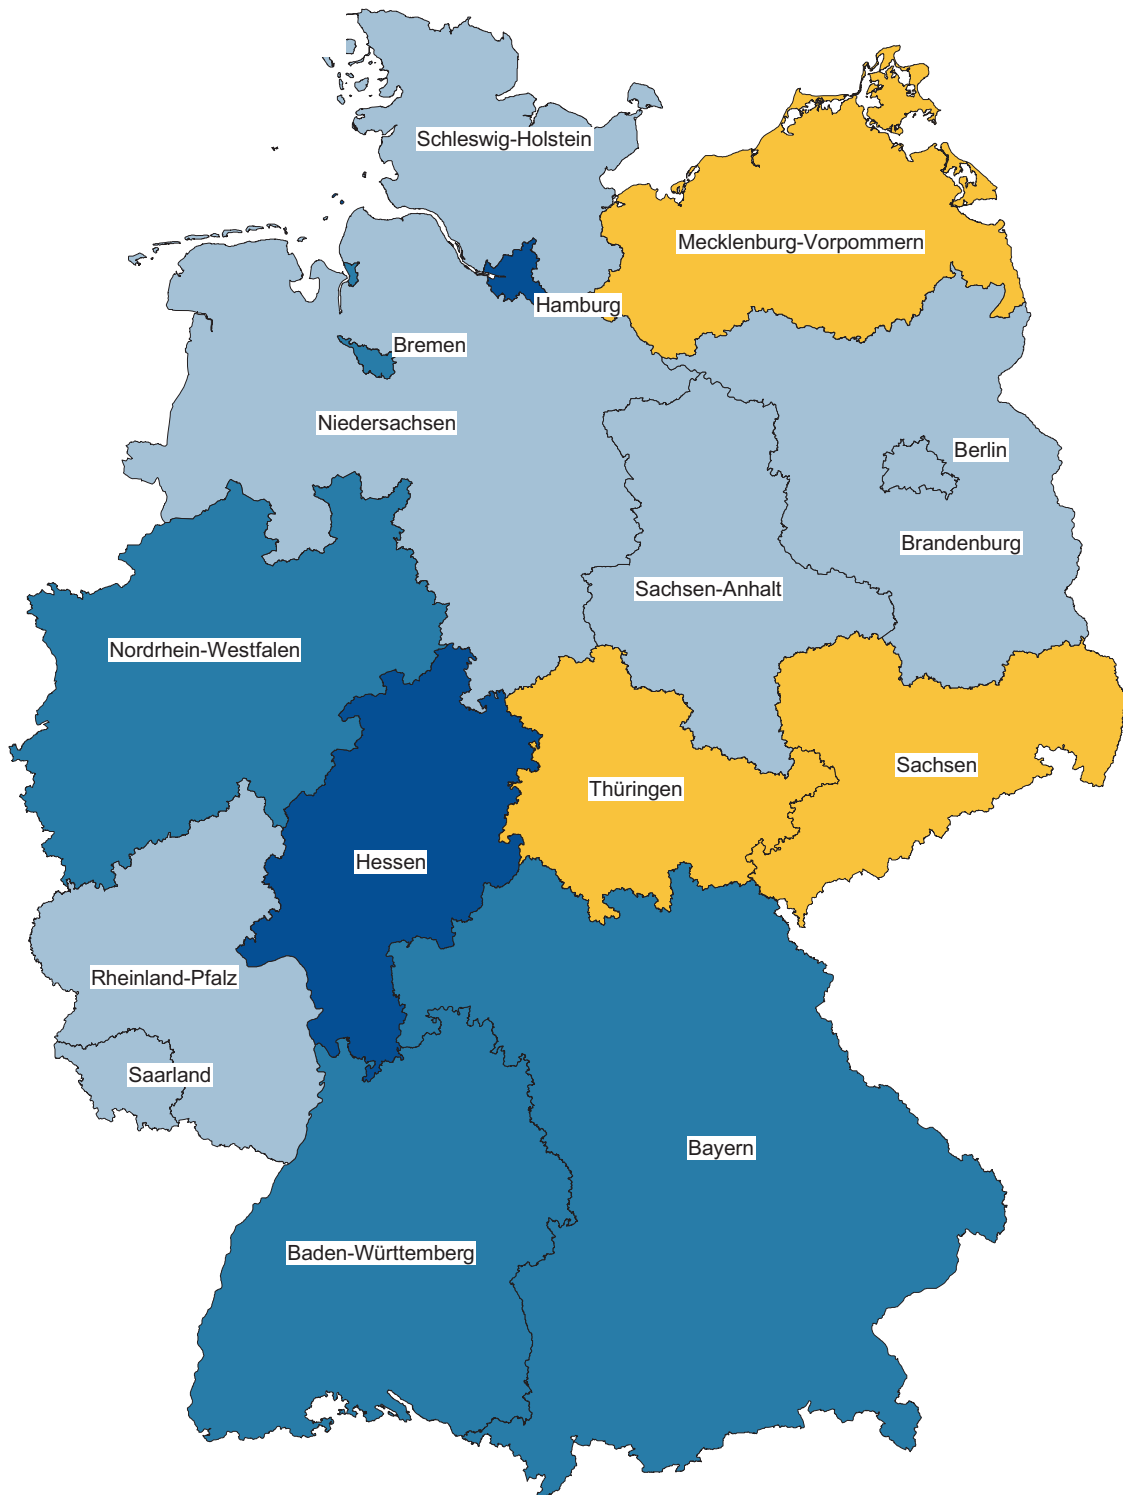 Schleswig-Holstein
Mecklenburg-Vorpommern
Hamburg
Bremen
Niedersachsen
Berlin
Brandenburg
Sachsen-Anhalt
Nordrhein-Westfalen
Sachsen
Thüringen
Hessen
Rheinland-Pfalz
Saarland
Bayern
Baden-Württemberg